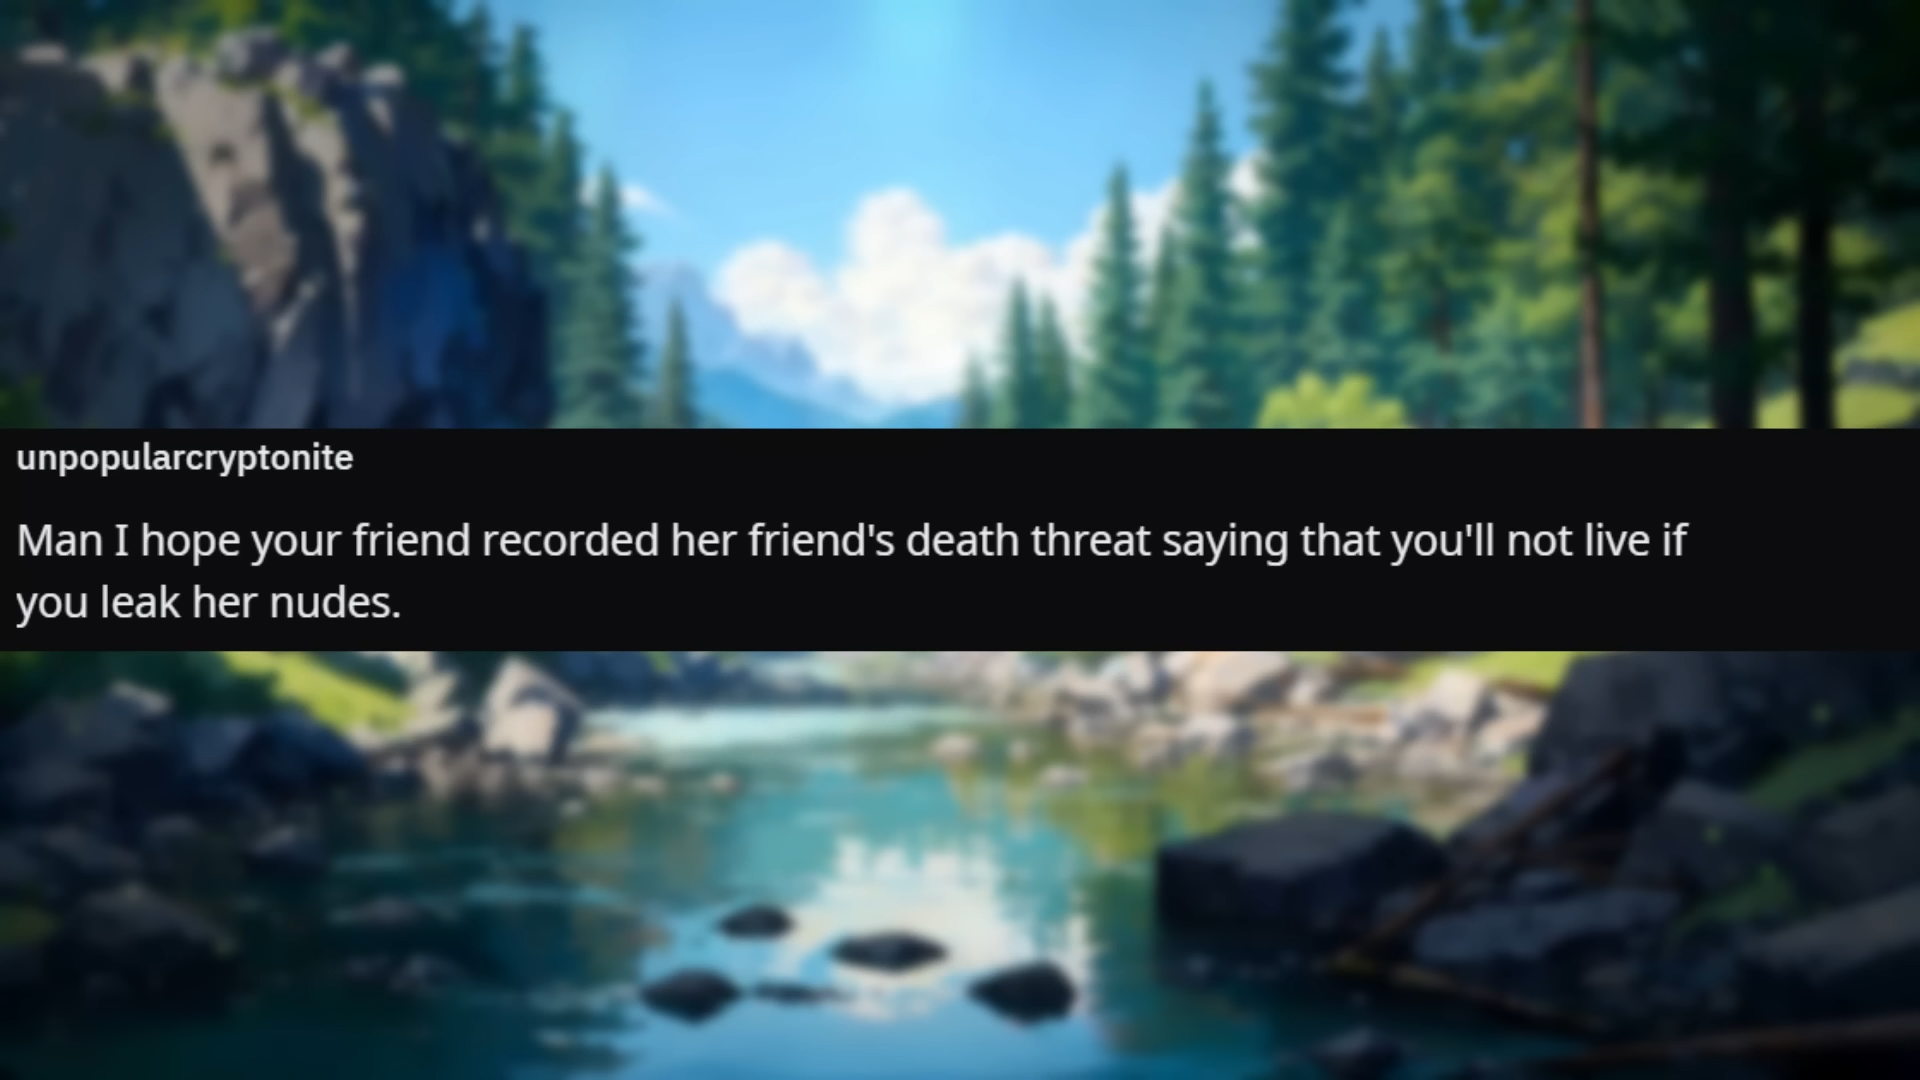 unpopularcryptonite
Man I hope your friend recorded her friend's death threat saying that you'll not live if
you leak her nudes.